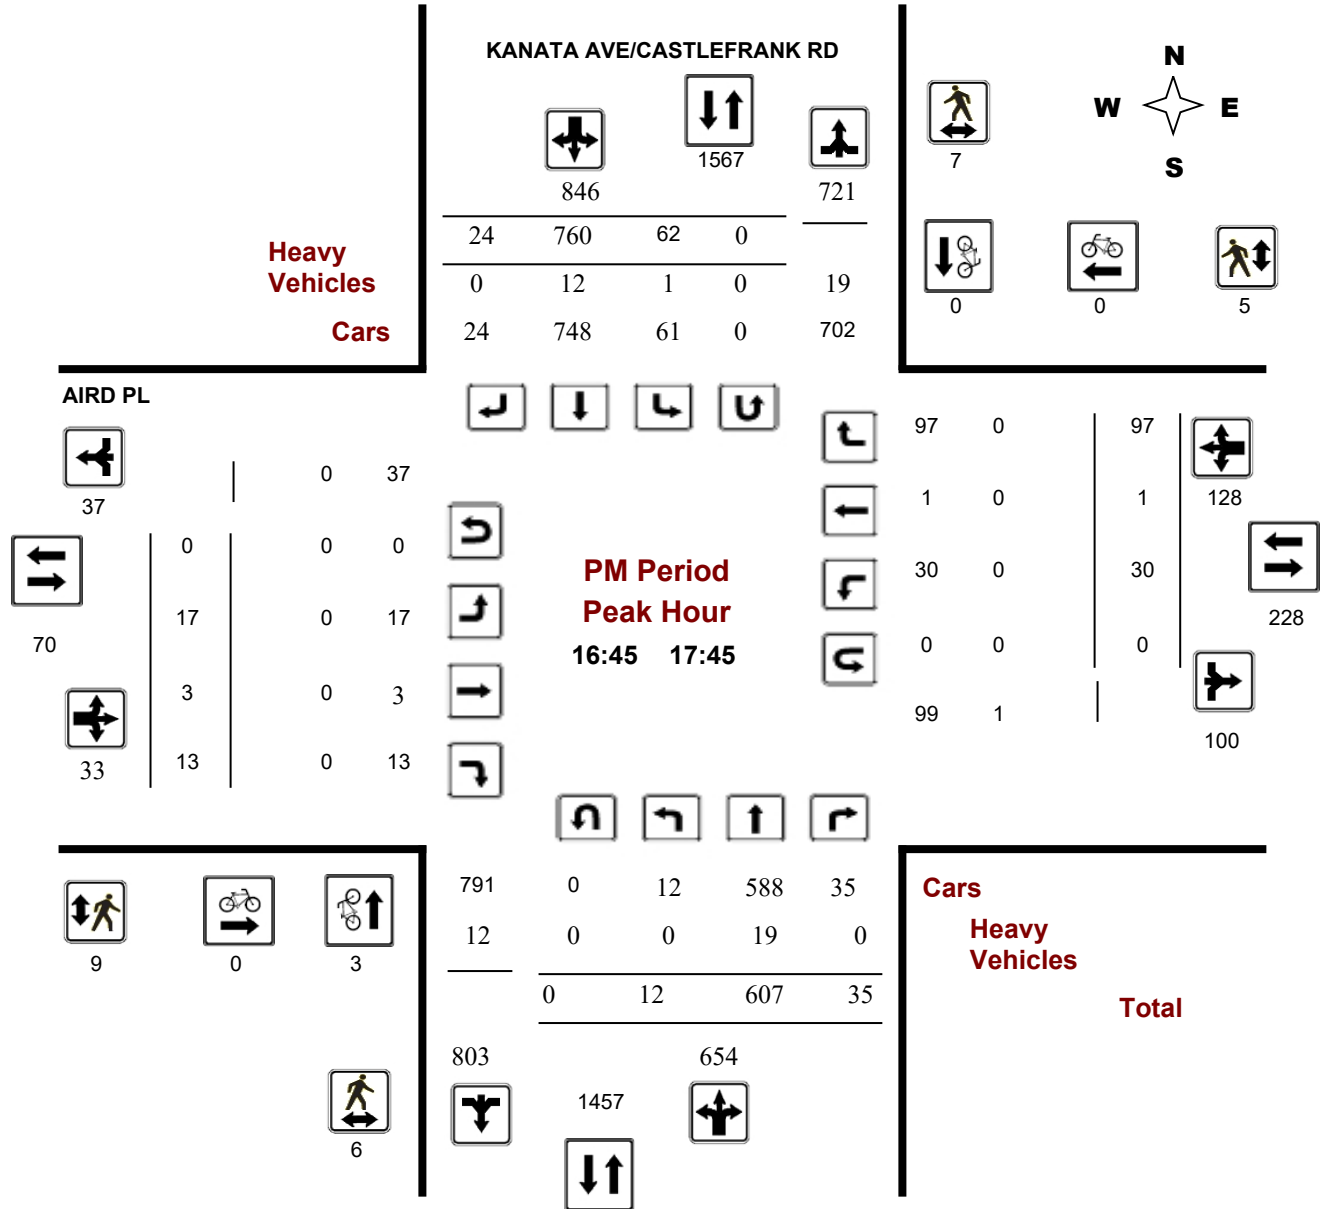 KANATA AVE/CASTLEFRANK RD
N
W E
S
1567
7
846 721
24 760 62 0
Heavy
Vehicles
0 12 1 0 19
0 0 5
Cars
24 748 61 0 702
AIRD PL
97 0 97
0 37
37
1 0 1 128
0 0 0
PM Period
30 0 30
Peak Hour
17 0 17
228
70
16:45 17:45
0 0 0
3 0 3
99 1
100
33
13 0 13
791 0 12 588 35
Cars
12 0 0 19 0
Heavy
Vehicles
9 0 3
0 12 607 35
Total
803 654
1457
6